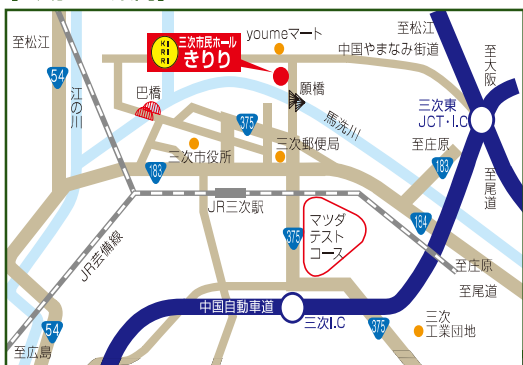 至松江
54
江の川
KIRIRI
三次市民ホール
きりり
youmeマート
至松江
中国やまなみ街道
至大阪
巴橋
願橋
馬洗川
三次東
JCT・I.C
375
三次市役所
三次郵便局
至庄原
183
183
至尾道
JR三次駅
184
マツダ
テスト
コース
375
JR芸備線
至庄原
至尾道
中国自動車道
三次I.C
54
375
三次
工業団地
至広島